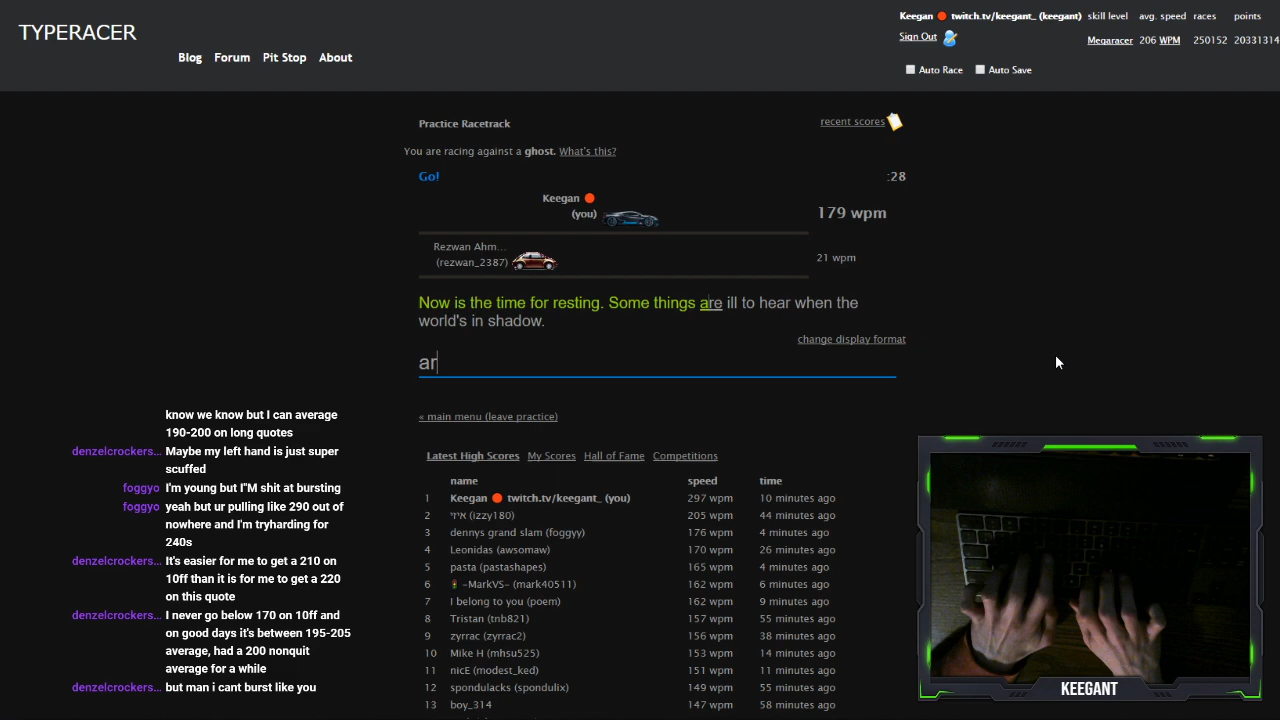 TYPERACER
Blog Forum Pit Stop About
Keegan twitch.tv/keegant_ (keegant) skill level avg. speed races points
Sign Out Megaracer 206 WPM 250152 20331314
Auto Race Auto Save
Practice Racetrack
recent scores
You are racing against a ghost. What's this?
Go! :28
Keegan
(you) 179 wpm
Rezwan Ahm...
(rezwan_2387) 21 wpm
Now is the time for resting. Some things are ill to hear when the
world's in shadow.
change display format
ar
« main menu (leave practice)
Latest High Scores My Scores Hall of Fame Competitions
name speed time
1 Keegan twitch.tv/keegant_ (you) 297 wpm 10 minutes ago
2 איזי (izzy180) 205 wpm 44 minutes ago
3 dennys grand slam (foggyy) 176 wpm 4 minutes ago
4 Leonidas (awsomaw) 170 wpm 26 minutes ago
5 pasta (pastashapes) 165 wpm 4 minutes ago
6 -MarkVS- (mark40511) 162 wpm 6 minutes ago
7 I belong to you (poem) 162 wpm 9 minutes ago
8 Tristan (tnb821) 157 wpm 55 minutes ago
9 zyrrac (zyrrac2) 156 wpm 38 minutes ago
10 Mike H (mhsu525) 153 wpm 14 minutes ago
11 nicE (modest_ked) 151 wpm 11 minutes ago
12 spondulacks (spondulix) 149 wpm 55 minutes ago
13 boy_314 147 wpm 58 minutes ago
know we know but I can average
190-200 on long quotes
denzelcrockers... Maybe my left hand is just super
scuffed
foggyo I'm young but I"M shit at bursting
foggyo yeah but ur pulling like 290 out of
nowhere and I'm tryharding for
240s
denzelcrockers... It's easier for me to get a 210 on
10ff than it is for me to get a 220
on this quote
denzelcrockers... I never go below 170 on 10ff and
on good days it's between 195-205
average, had a 200 nonquit
average for a while
denzelcrockers... but man i cant burst like you
KEEGANT